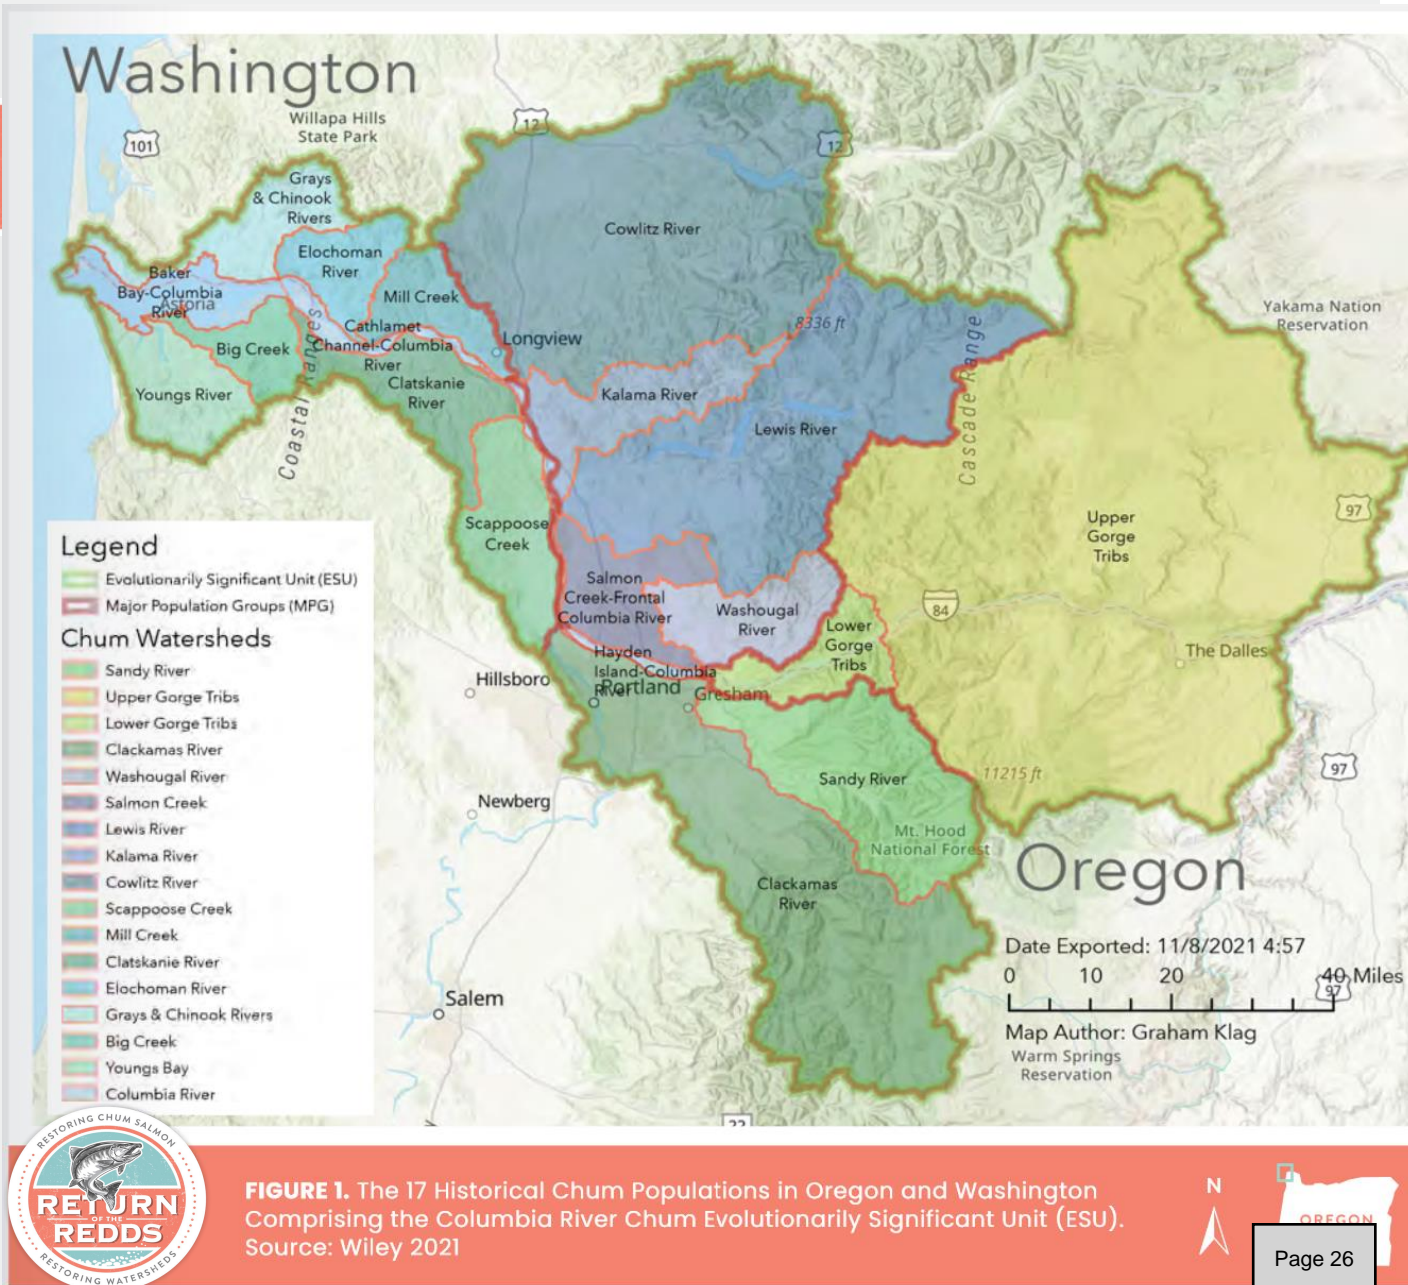 Washington
Willapa Hills
State Park
101
12
12
Grays
& Chinook
Rivers
Elochoman
River
Cowlitz River
Baker
Bay-Columbia
River
Astoria
Mill Creek
Cathlamet
Channel-Columbia
River
Big Creek
Longview
8336 ft
Yakama Nation
Reservation
Youngs River
Clatskanie
River
Kalama River
Coastal Ranges
Cascade Range
Lewis River
Scappoose
Creek
Upper
Gorge
Tribs
97
Salmon
Creek-Frontal
Columbia River
Washougal
River
Lower
Gorge
Tribs
84
The Dalles
Hayden
Island-Columbia
River
Portland
Gresham
Hillsboro
Sandy River
11215 ft
97
Newberg
Mt. Hood
National Forest
Oregon
Clackamas
River
Salem
Date Exported: 11/8/2021 4:57
0 10 20 40 Miles
97
Map Author: Graham Klag
Warm Springs
Reservation
22
Legend
Evolutionarily Significant Unit (ESU)
Major Population Groups (MPG)
Chum Watersheds
Sandy River
Upper Gorge Tribs
Lower Gorge Tribs
Clackamas River
Washougal River
Salmon Creek
Lewis River
Kalama River
Cowlitz River
Scappoose Creek
Mill Creek
Clatskanie River
Elochoman River
Grays & Chinook Rivers
Big Creek
Youngs Bay
Columbia River
RESTORING CHUM SALMON
RETURN
OF THE
REDDS
RESTORING WATERSHEDS
FIGURE 1. The 17 Historical Chum Populations in Oregon and Washington
Comprising the Columbia River Chum Evolutionarily Significant Unit (ESU).
Source: Wiley 2021
N
OREGON
Page 26